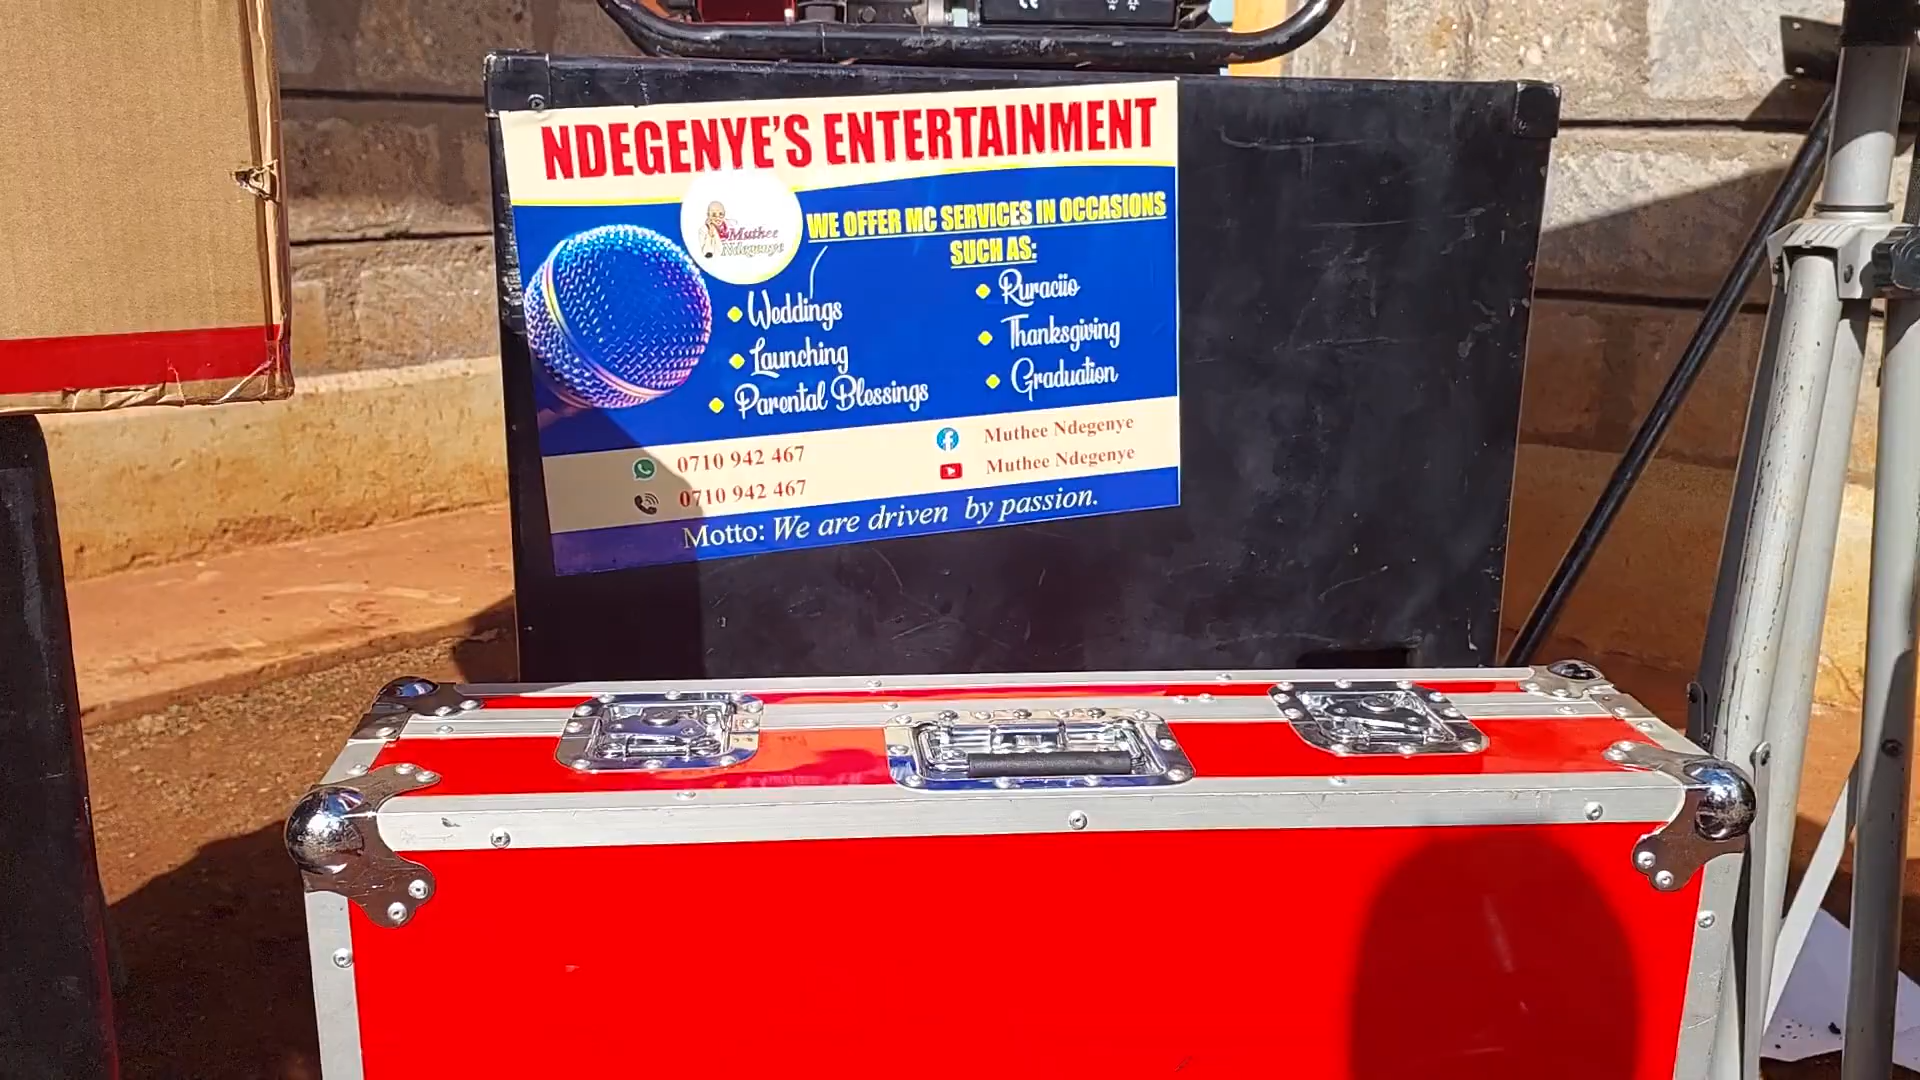 NDEGENYE'S ENTERTAINMENT
Muthee
Ndegenye
WE OFFER MC SERVICES IN OCCASIONS
SUCH AS:
Weddings
Launching
Parental Blessings
Ruraciio
Thanksgiving
Graduation
0710 942 467
0710 942 467
Muthee Ndegenye
Muthee Ndegenye
Motto: We are driven by passion.